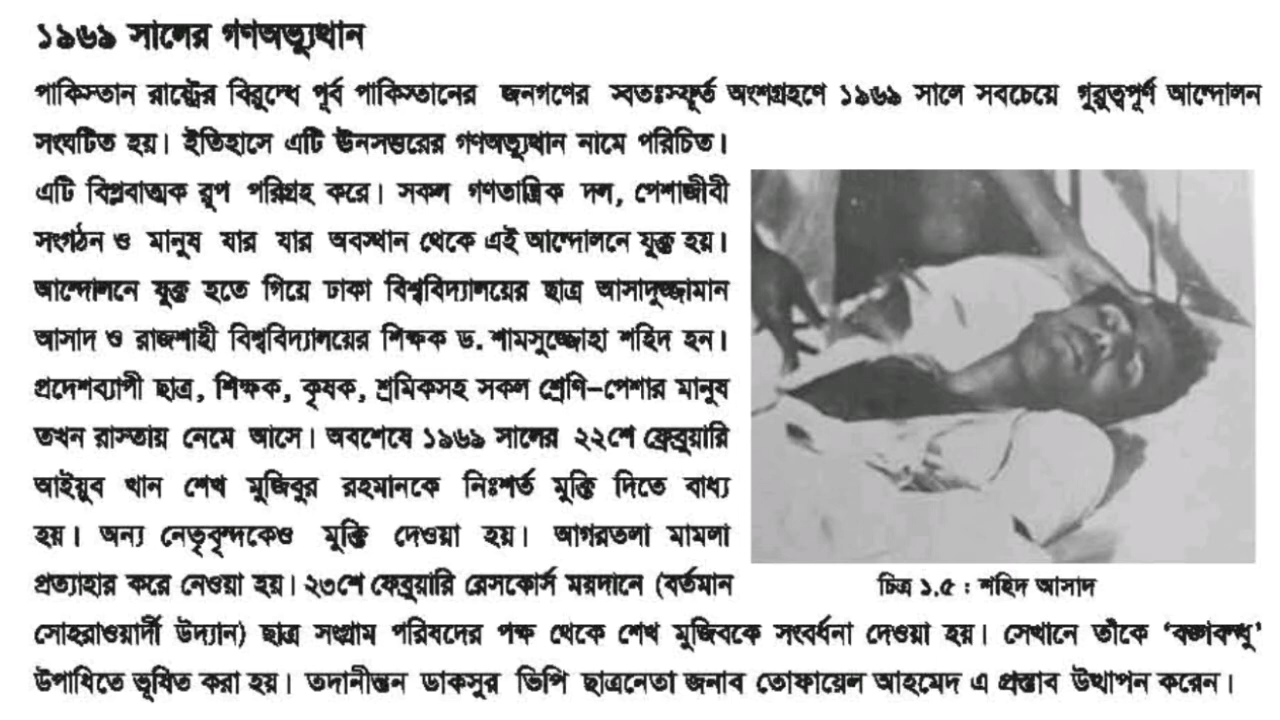 ১৯৬৯ সালের গণঅভ্যুত্থান
পাকিস্তান রাষ্ট্রের বিরুদ্ধে পূর্ব পাকিস্তানের জনগণের স্বতঃস্ফূর্ত অংশগ্রহণে ১৯৬৯ সালে সবচেয়ে গুরুত্বপূর্ণ আন্দোলন
সংঘটিত হয়। ইতিহাসে এটি ঊনসত্তরের গণঅভ্যুত্থান নামে পরিচিত।
এটি বিপ্লবাত্মক রূপ পরিগ্রহ করে। সকল গণতান্ত্রিক দল, পেশাজীবী
সংগঠন ও মানুষ যার যার অবস্থান থেকে এই আন্দোলনে যুক্ত হয়।
আন্দোলনে যুক্ত হতে গিয়ে ঢাকা বিশ্ববিদ্যালয়ের ছাত্র আসাদুজ্জামান
আসাদ ও রাজশাহী বিশ্ববিদ্যালয়ের শিক্ষক ড. শামসুজ্জোহা শহিদ হন।
প্রদেশব্যাপী ছাত্র, শিক্ষক, কৃষক, শ্রমিকসহ সকল শ্রেণি-পেশার মানুষ
তখন রাস্তায় নেমে আসে। অবশেষে ১৯৬৯ সালের ২২শে ফ্রেব্রুয়ারি
আইয়ুব খান শেখ মুজিবুর রহমানকে নিঃশর্ত মুক্তি দিতে বাধ্য
হয়। অন্য নেতৃবৃন্দকেও মুক্তি দেওয়া হয়। আগরতলা মামলা
প্রত্যাহার করে নেওয়া হয়। ২৩শে ফেব্রুয়ারি রেসকোর্স ময়দানে (বর্তমান
সোহরাওয়ার্দী উদ্যান) ছাত্র সংগ্রাম পরিষদের পক্ষ থেকে শেখ মুজিবকে সংবর্ধনা দেওয়া হয়। সেখানে তাঁকে ‘বঙ্গবন্ধু’
উপাধিতে ভূষিত করা হয়। তদানীন্তন ডাকসুর ভিপি ছাত্রনেতা জনাব তোফায়েল আহমেদ এ প্রস্তাব উত্থাপন করেন।
চিত্র ১.৫ : শহিদ আসাদ